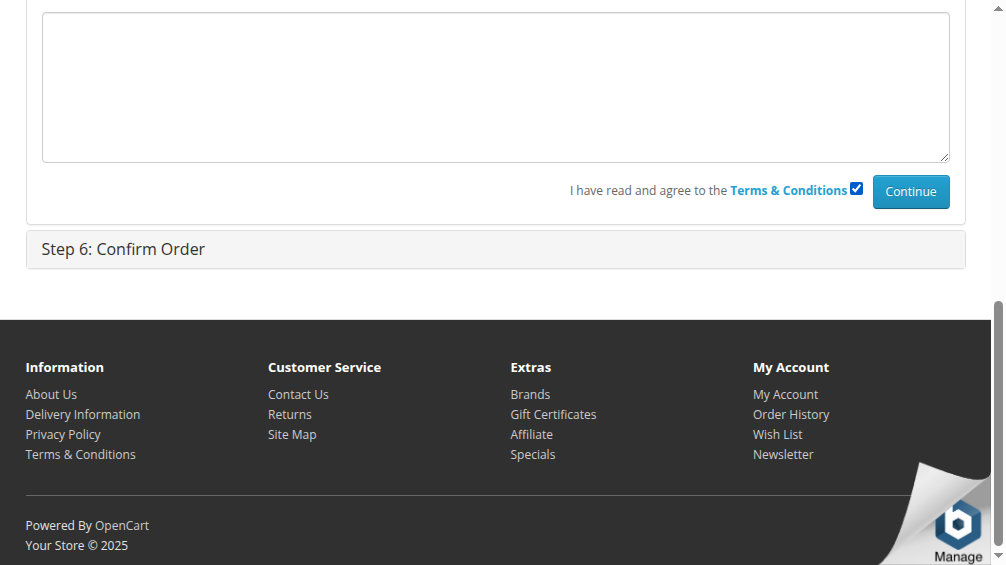 I have read and agree to the Terms & Conditions
Continue
Step 6: Confirm Order
Information
About Us
Delivery Information
Privacy Policy
Terms & Conditions
Customer Service
Contact Us
Returns
Site Map
Extras
Brands
Gift Certificates
Affiliate
Specials
My Account
My Account
Order History
Wish List
Newsletter
Powered By OpenCart
Your Store © 2025
Manage